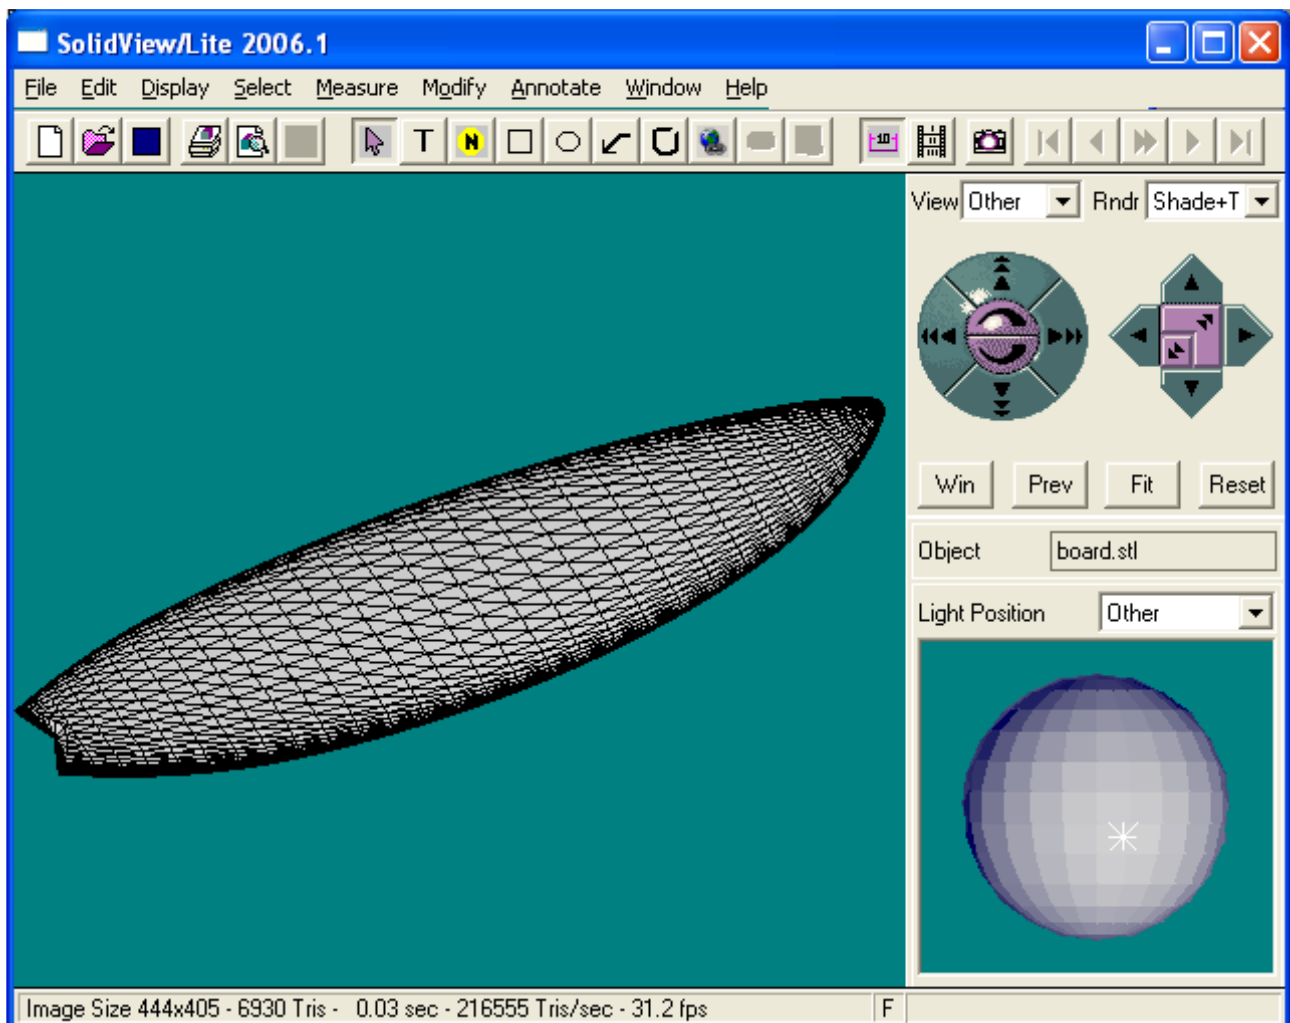 SolidView/Lite 2006.1
File Edit Display Select Measure Modify Annotate Window Help
T N 10
View Other Rndr Shade+T
Win Prev Fit Reset
Object board.stl
Light Position Other
Image Size 444x405 - 6930 Tris - 0.03 sec - 216555 Tris/sec - 31.2 fps F